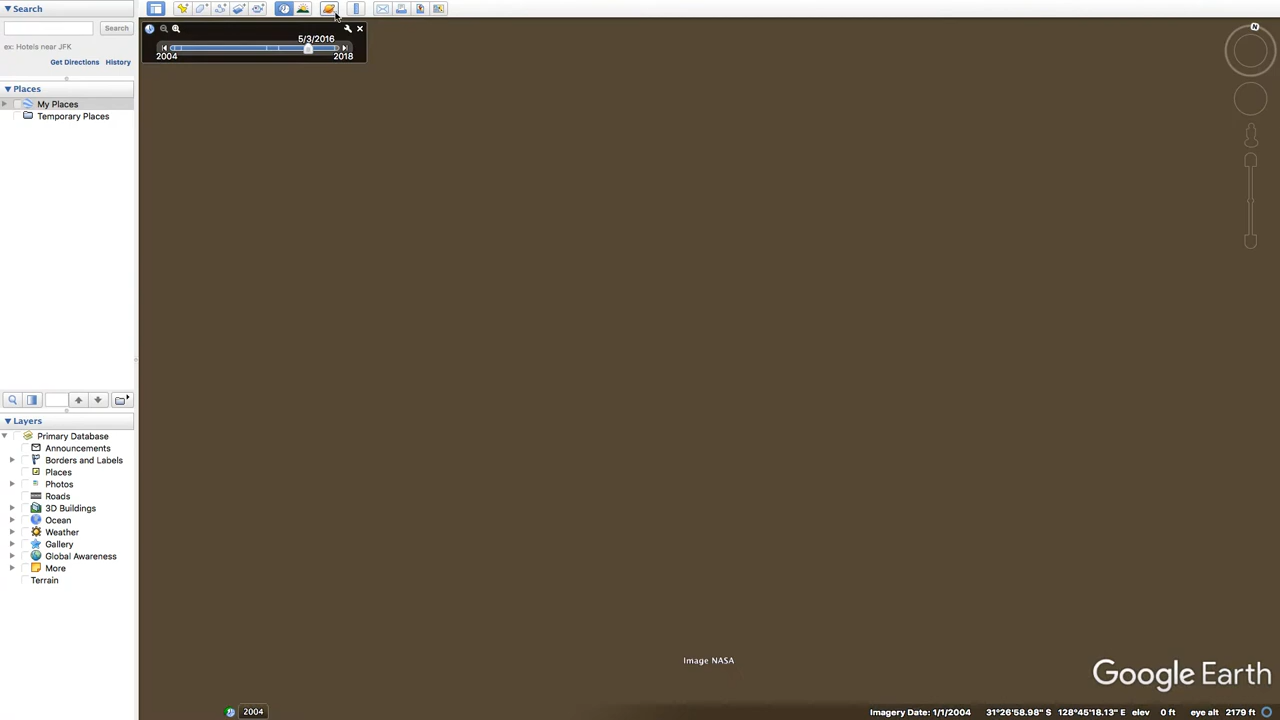 Search
Search
ex: Hotels near JFK
Get Directions History
Places
My Places
Temporary Places
Layers
Primary Database
Announcements
Borders and Labels
Places
Photos
Roads
3D Buildings
Ocean
Weather
Gallery
Global Awareness
More
Terrain
5/3/2016
2004 2018
N
Image NASA
Google Earth
2004
Imagery Date: 1/1/2004 31°26'58.98" S 128°45'18.13" E elev 0 ft eye alt 2179 ft